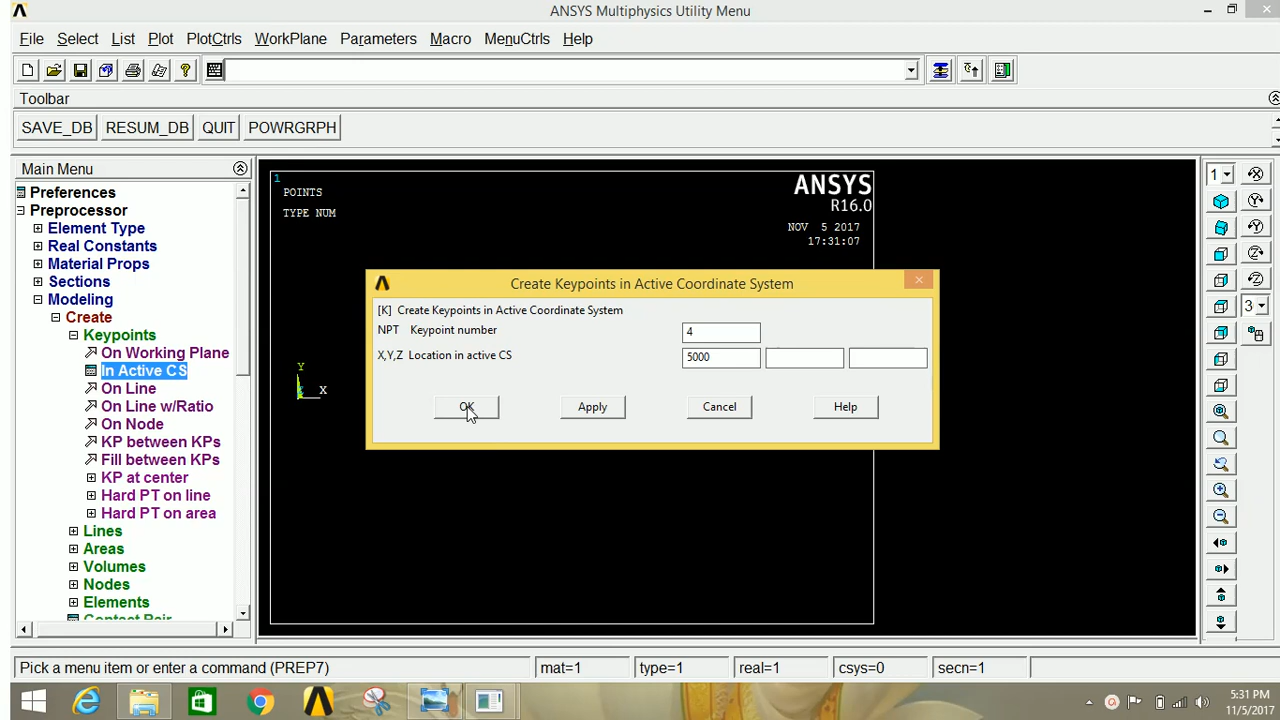 ANSYS Multiphysics Utility Menu
File Select List Plot PlotCtrls WorkPlane Parameters Macro MenuCtrls Help
Toolbar
SAVE_DB RESUM_DB QUIT POWRGRPH
Main Menu
Preferences
Preprocessor
Element Type
Real Constants
Material Props
Sections
Modeling
Create
Keypoints
On Working Plane
In Active CS
On Line
On Line w/Ratio
On Node
KP between KPs
Fill between KPs
KP at center
Hard PT on line
Hard PT on area
Lines
Areas
Volumes
Nodes
Elements
Contact Pair
1
POINTS
TYPE NUM
ANSYS
R16.0
NOV 5 2017
17:31:07
Y
X
Create Keypoints in Active Coordinate System
[K] Create Keypoints in Active Coordinate System
NPT Keypoint number 4
X,Y,Z Location in active CS 5000
OK Apply Cancel Help
1
3
Pick a menu item or enter a command (PREP7) mat=1 type=1 real=1 csys=0 secn=1
5:31 PM
11/5/2017